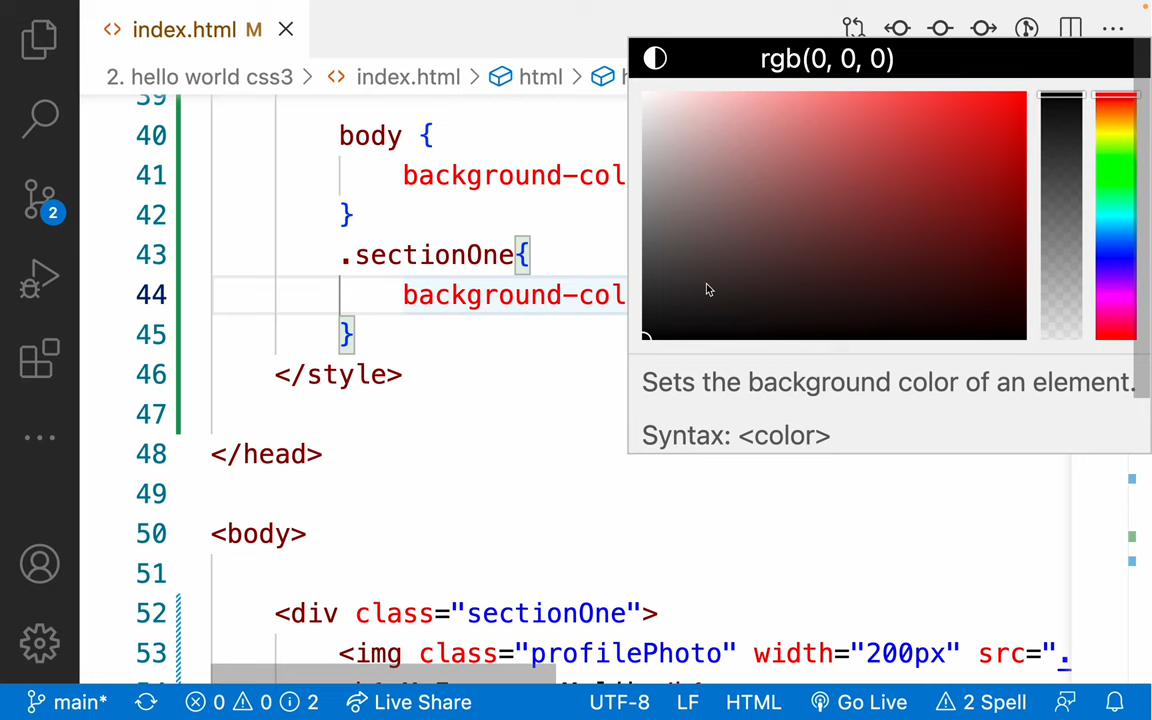 index.html M
2. hello world css3 > index.html > html >
rgb(0, 0, 0)
39
40 body {
41 background-col
42 }
43 .sectionOne{
44 background-col
45 }
46 </style>
47
48 </head>
49
50 <body>
51
52 <div class="sectionOne">
53 <img class="profilePhoto" width="200px" src=".
Sets the background color of an element.
Syntax: <color>
2
main* 0 0 2 Live Share UTF-8 LF HTML Go Live 2 Spell